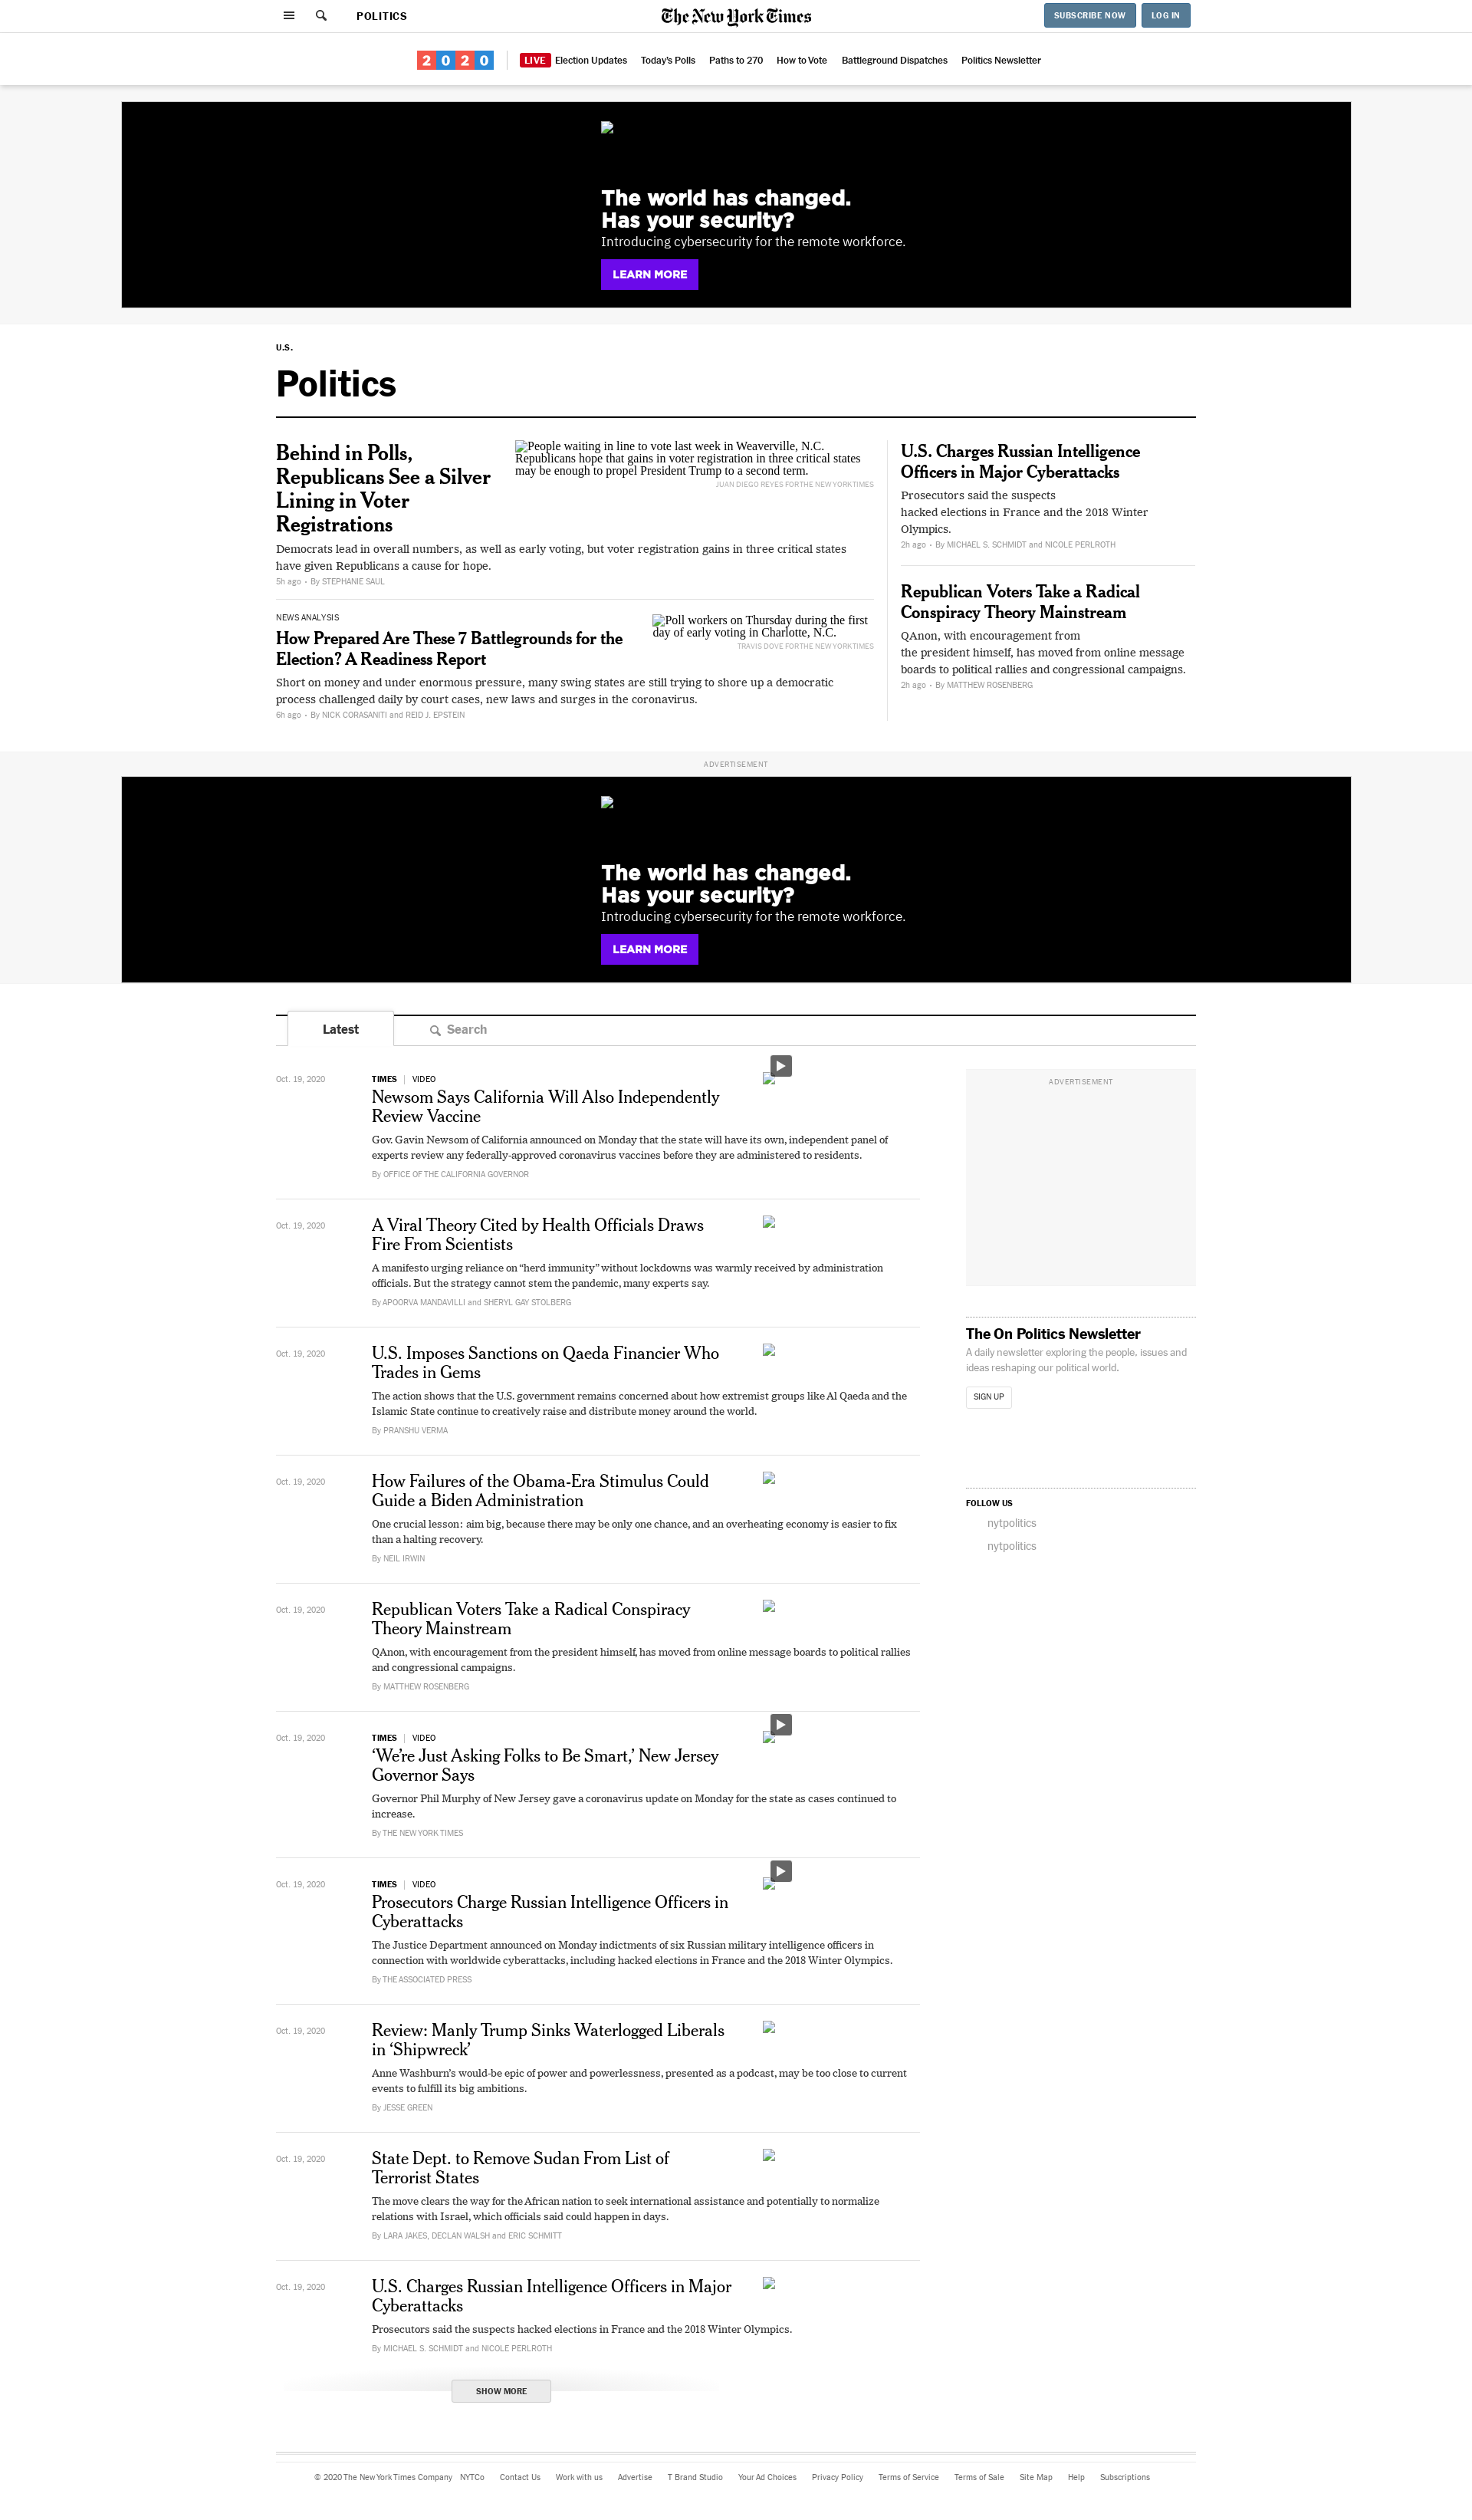 POLITICS
The New York Times
SUBSCRIBE NOW
LOG IN
2020
LIVE Election Updates
Today's Polls
Paths to 270
How to Vote
Battleground Dispatches
Politics Newsletter
The world has changed.
Has your security?
Introducing cybersecurity for the remote workforce.
LEARN MORE
U.S.
Politics
Behind in Polls,
Republicans See a Silver
Lining in Voter
Registrations
People waiting in line to vote last week in Weaverville, N.C.
Republicans hope that gains in voter registration in three critical states
may be enough to propel President Trump to a second term.
JUAN DIEGO REYES FOR THE NEW YORK TIMES
Democrats lead in overall numbers, as well as early voting, but voter registration gains in three critical states
have given Republicans a cause for hope.
5h ago • By STEPHANIE SAUL
NEWS ANALYSIS
How Prepared Are These 7 Battlegrounds for the
Election? A Readiness Report
Poll workers on Thursday during the first
day of early voting in Charlotte, N.C.
TRAVIS DOVE FOR THE NEW YORK TIMES
Short on money and under enormous pressure, many swing states are still trying to shore up a democratic
process challenged daily by court cases, new laws and surges in the coronavirus.
6h ago • By NICK CORASANITI and REID J. EPSTEIN
U.S. Charges Russian Intelligence
Officers in Major Cyberattacks
Prosecutors said the suspects
hacked elections in France and the 2018 Winter
Olympics.
2h ago • By MICHAEL S. SCHMIDT and NICOLE PERLROTH
Republican Voters Take a Radical
Conspiracy Theory Mainstream
QAnon, with encouragement from
the president himself, has moved from online message
boards to political rallies and congressional campaigns.
2h ago • By MATTHEW ROSENBERG
ADVERTISEMENT
The world has changed.
Has your security?
Introducing cybersecurity for the remote workforce.
LEARN MORE
Latest
Search
Oct. 19, 2020
TIMES | VIDEO
Newsom Says California Will Also Independently
Review Vaccine
Gov. Gavin Newsom of California announced on Monday that the state will have its own, independent panel of
experts review any federally-approved coronavirus vaccines before they are administered to residents.
By OFFICE OF THE CALIFORNIA GOVERNOR
Oct. 19, 2020
A Viral Theory Cited by Health Officials Draws
Fire From Scientists
A manifesto urging reliance on “herd immunity” without lockdowns was warmly received by administration
officials. But the strategy cannot stem the pandemic, many experts say.
By APOORVA MANDAVILLI and SHERYL GAY STOLBERG
Oct. 19, 2020
U.S. Imposes Sanctions on Qaeda Financier Who
Trades in Gems
The action shows that the U.S. government remains concerned about how extremist groups like Al Qaeda and the
Islamic State continue to creatively raise and distribute money around the world.
By PRANSHU VERMA
Oct. 19, 2020
How Failures of the Obama-Era Stimulus Could
Guide a Biden Administration
One crucial lesson: aim big, because there may be only one chance, and an overheating economy is easier to fix
than a halting recovery.
By NEIL IRWIN
Oct. 19, 2020
Republican Voters Take a Radical Conspiracy
Theory Mainstream
QAnon, with encouragement from the president himself, has moved from online message boards to political rallies
and congressional campaigns.
By MATTHEW ROSENBERG
Oct. 19, 2020
TIMES | VIDEO
‘We’re Just Asking Folks to Be Smart,’ New Jersey
Governor Says
Governor Phil Murphy of New Jersey gave a coronavirus update on Monday for the state as cases continued to
increase.
By THE NEW YORK TIMES
Oct. 19, 2020
TIMES | VIDEO
Prosecutors Charge Russian Intelligence Officers in
Cyberattacks
The Justice Department announced on Monday indictments of six Russian military intelligence officers in
connection with worldwide cyberattacks, including hacked elections in France and the 2018 Winter Olympics.
By THE ASSOCIATED PRESS
Oct. 19, 2020
Review: Manly Trump Sinks Waterlogged Liberals
in ‘Shipwreck’
Anne Washburn's would-be epic of power and powerlessness, presented as a podcast, may be too close to current
events to fulfill its big ambitions.
By JESSE GREEN
Oct. 19, 2020
State Dept. to Remove Sudan From List of
Terrorist States
The move clears the way for the African nation to seek international assistance and potentially to normalize
relations with Israel, which officials said could happen in days.
By LARA JAKES, DECLAN WALSH and ERIC SCHMITT
Oct. 19, 2020
U.S. Charges Russian Intelligence Officers in Major
Cyberattacks
Prosecutors said the suspects hacked elections in France and the 2018 Winter Olympics.
By MICHAEL S. SCHMIDT and NICOLE PERLROTH
SHOW MORE
ADVERTISEMENT
The On Politics Newsletter
A daily newsletter exploring the people, issues and
ideas reshaping our political world.
SIGN UP
FOLLOW US
nytpolitics
nytpolitics
© 2020 The New York Times Company
NYTCo
Contact Us
Work with us
Advertise
T Brand Studio
Your Ad Choices
Privacy Policy
Terms of Service
Terms of Sale
Site Map
Help
Subscriptions